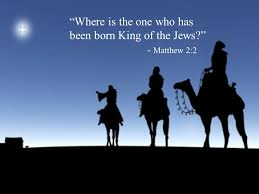 “Where is the one who has
been born King of the Jews?”
- Matthew 2:2